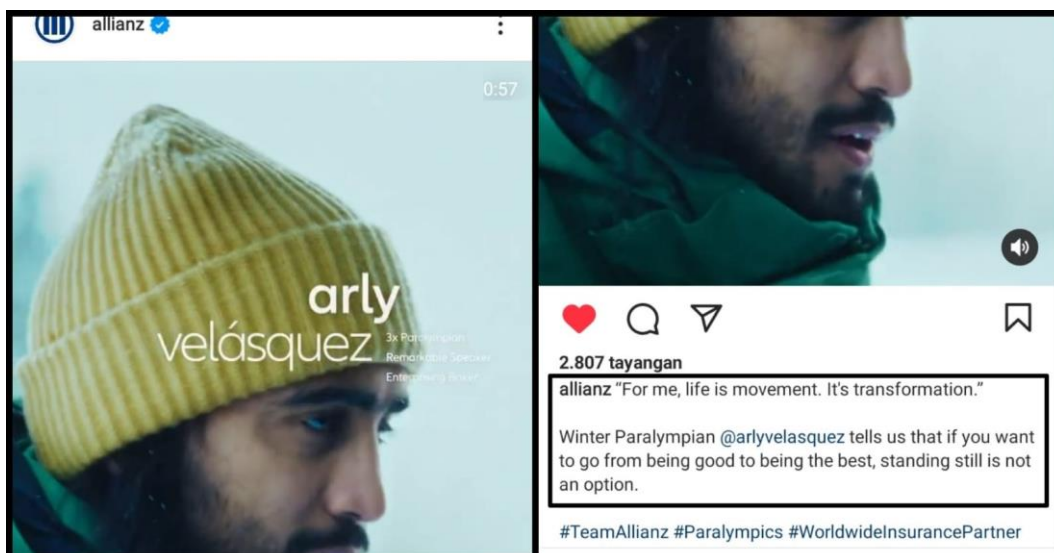 allianz
0:57
arly
velásquez
3x Paralympian
Remarkable Speaker
2.807 tayangan
allianz “For me, life is movement. It's transformation.”
Winter Paralympian @arlyvelasquez tells us that if you want
to go from being good to being the best, standing still is not
an option.
#TeamAllianz #Paralympics #WorldwideInsurancePartner